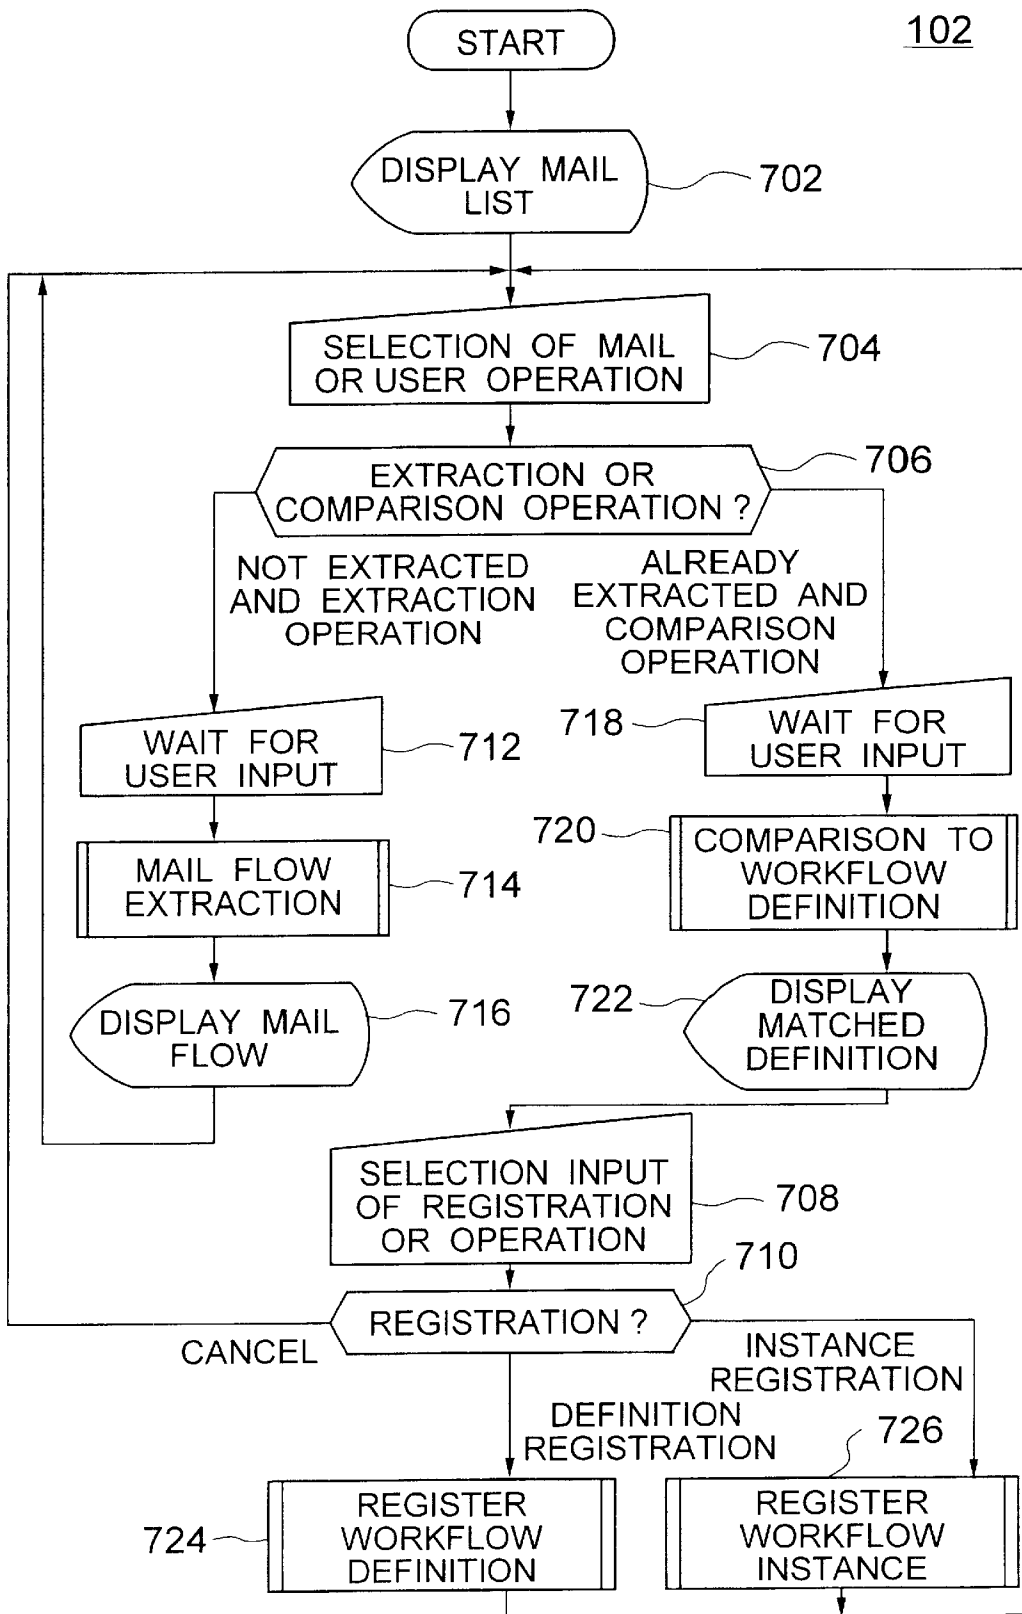 102
START
DISPLAY MAIL
LIST
702
SELECTION OF MAIL
OR USER OPERATION
704
EXTRACTION OR
COMPARISON OPERATION ?
706
NOT EXTRACTED
AND EXTRACTION
OPERATION
ALREADY
EXTRACTED AND
COMPARISON
OPERATION
WAIT FOR
USER INPUT
712
718
WAIT FOR
USER INPUT
MAIL FLOW
EXTRACTION
714
720
COMPARISON TO
WORKFLOW
DEFINITION
DISPLAY MAIL
FLOW
716
722
DISPLAY
MATCHED
DEFINITION
SELECTION INPUT
OF REGISTRATION
OR OPERATION
708
710
REGISTRATION ?
CANCEL
INSTANCE
REGISTRATION
DEFINITION
REGISTRATION
726
724
REGISTER
WORKFLOW
DEFINITION
REGISTER
WORKFLOW
INSTANCE